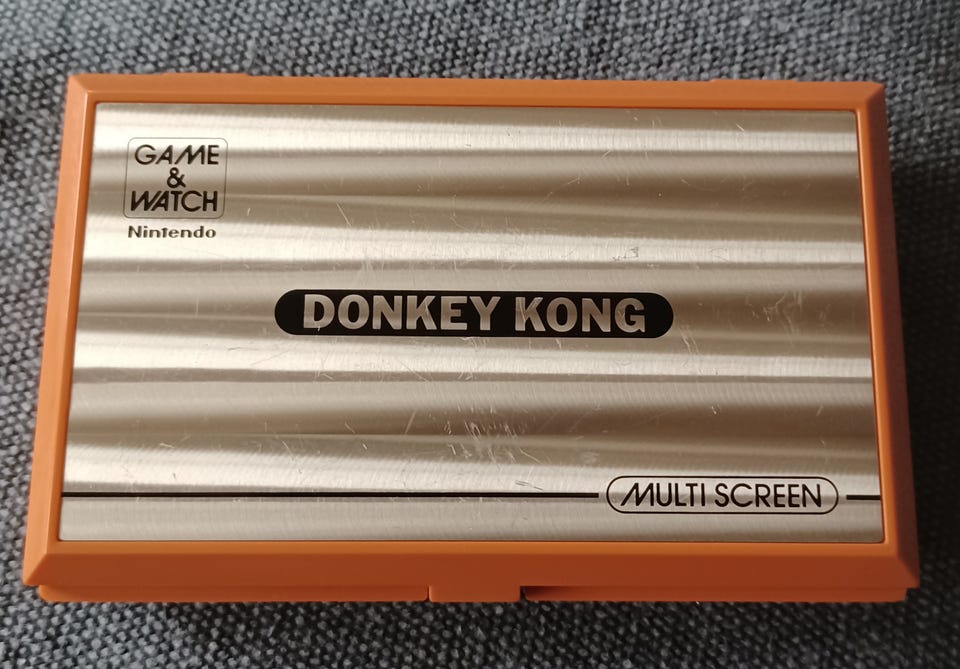 GAME
&
WATCH
Nintendo
DONKEY KONG
MULTI SCREEN